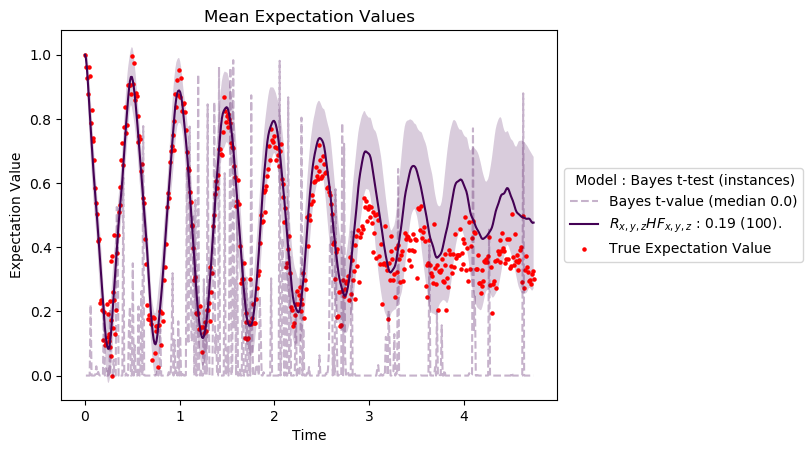 Mean Expectation Values
Expectation Value
1.0
0.8
0.6
0.4
0.2
0.0
0
1
2
3
4
Time
Model : Bayes t-test (instances)
Bayes t-value (median 0.0)
R_{x,y,z}HF_{x,y,z} : 0.19 (100).
True Expectation Value